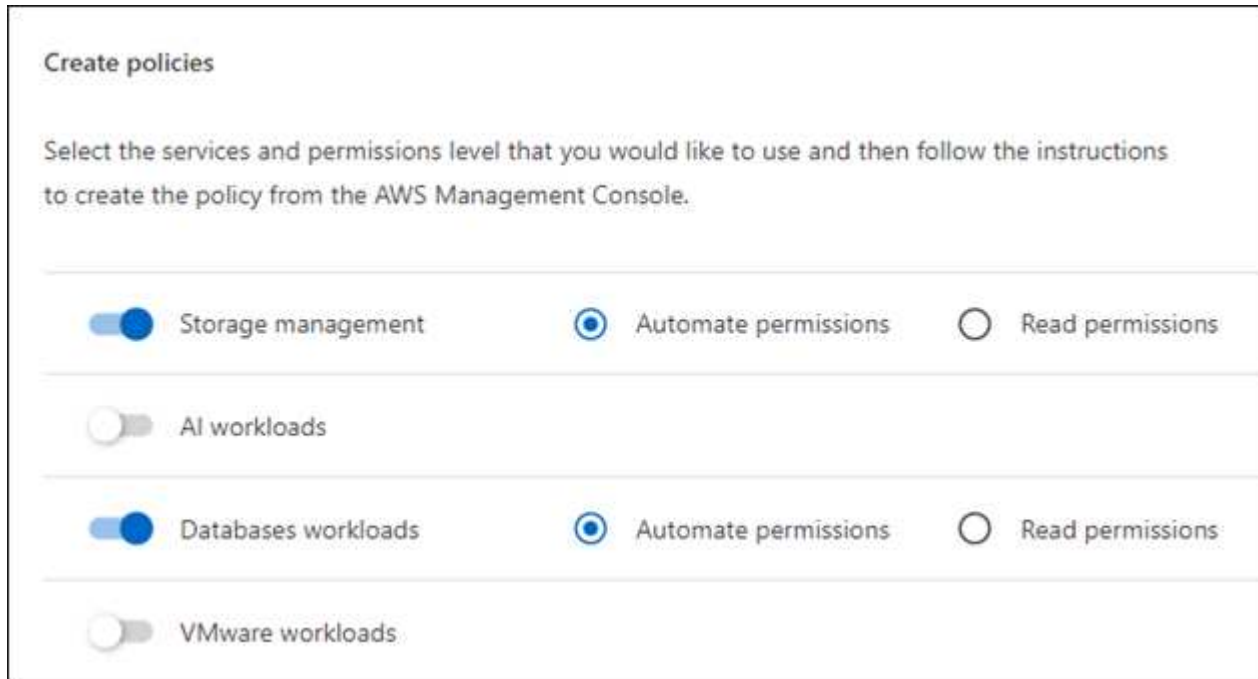 Create policies
Select the services and permissions level that you would like to use and then follow the instructions
to create the policy from the AWS Management Console.
Storage management Automate permissions Read permissions
AI workloads
Databases workloads Automate permissions Read permissions
VMware workloads